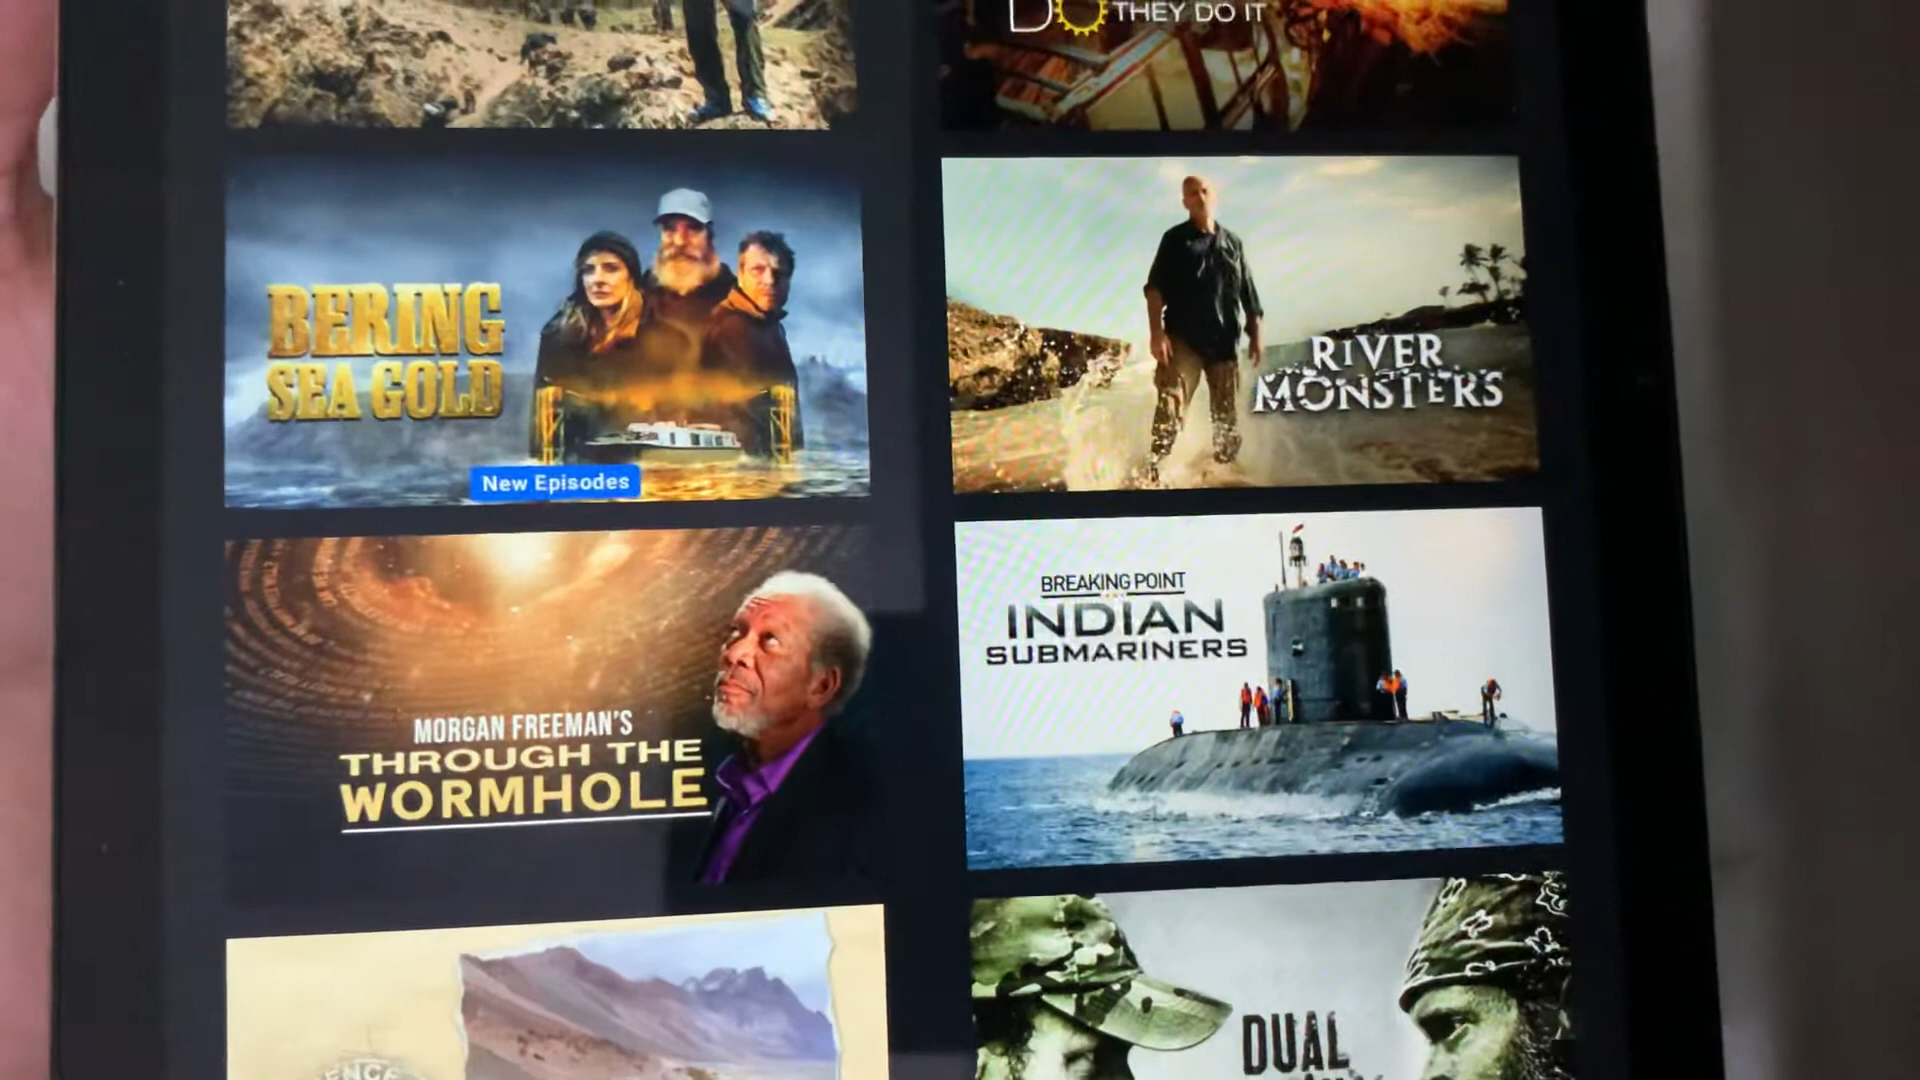 DO THEY DO IT
BERING
SEA GOLD
New Episodes
RIVER
MONSTERS
MORGAN FREEMAN'S
THROUGH THE
WORMHOLE
BREAKING POINT
INDIAN
SUBMARINERS
DUAL